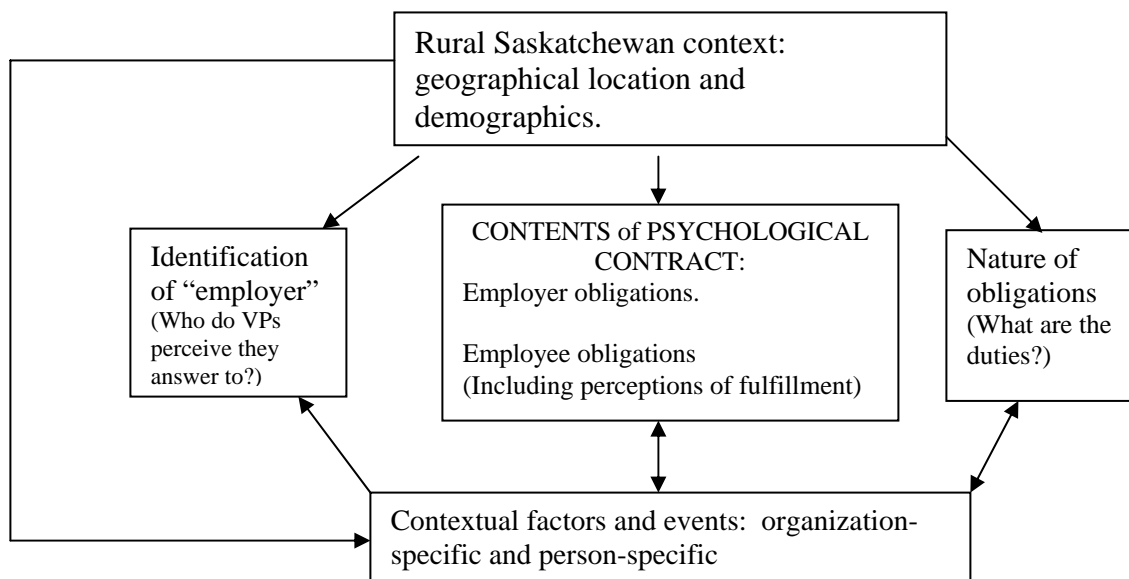 Rural Saskatchewan context:
geographical location and
demographics.
Identification
of “employer”
(Who do VPs
perceive they
answer to?)
CONTENTS of PSYCHOLOGICAL
CONTRACT:
Employer obligations.
Employee obligations
(Including perceptions of fulfillment)
Nature of
obligations
(What are the
duties?)
Contextual factors and events:  organization-
specific and person-specific